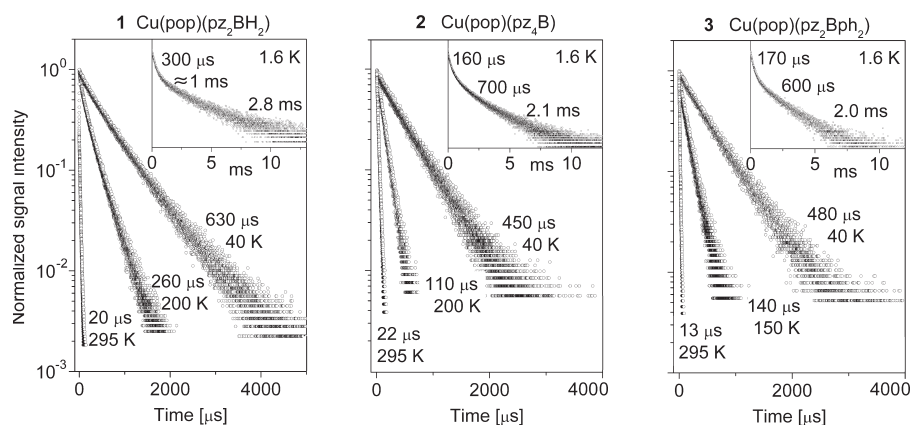 1 Cu(pop)(pz₂BH₂)
Normalized signal intensity
10⁰
10⁻¹
10⁻²
10⁻³
300 μs
≈1 ms
1.6 K
2.8 ms
0 5 10
ms
630 μs
40 K
260 μs
200 K
20 μs
295 K
0 2000 4000
Time [μs]
2 Cu(pop)(pz₄B)
160 μs
1.6 K
700 μs
2.1 ms
0 5 10
ms
450 μs
40 K
110 μs
200 K
22 μs
295 K
0 2000 4000
Time [μs]
3 Cu(pop)(pz₂Bph₂)
170 μs
1.6 K
600 μs
2.0 ms
0 5 10
ms
480 μs
40 K
140 μs
150 K
13 μs
295 K
0 2000 4000
Time [μs]